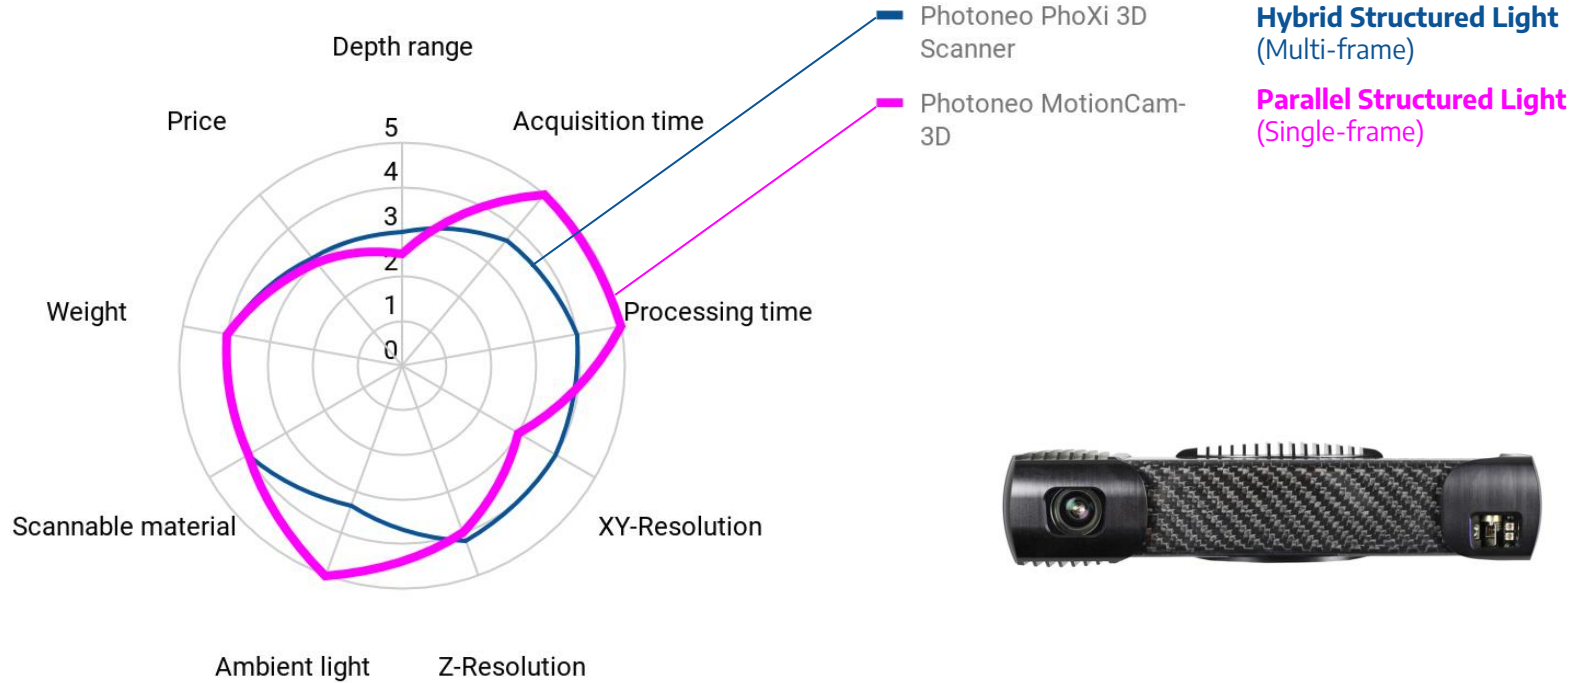 Depth range
Price
Acquisition time
5
4
3
2
1
0
Weight
Processing time
Scannable material
XY-Resolution
Ambient light
Z-Resolution
Photoneo PhoXi 3D
Scanner
Photoneo MotionCam-
3D
Hybrid Structured Light
(Multi-frame)
Parallel Structured Light
(Single-frame)